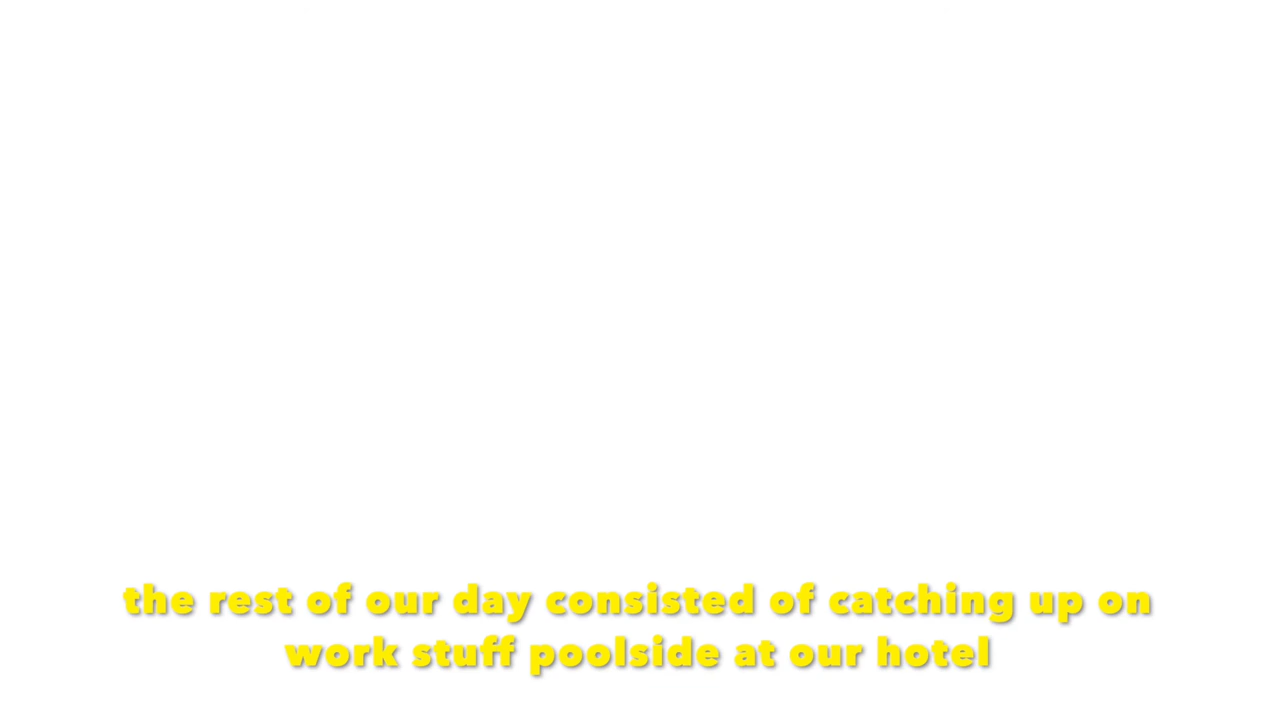 the rest of our day consisted of catching up on
work stuff poolside at our hotel